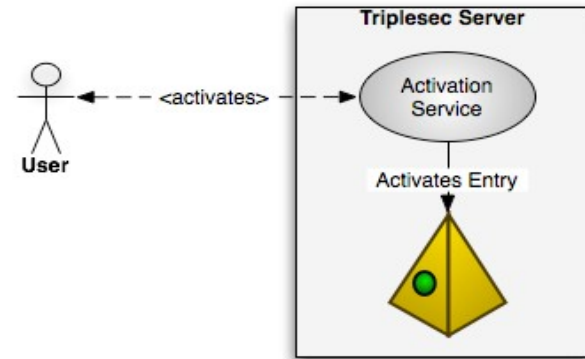 Triplesec Server
Activation
Service
<activates>
User
Activates Entry